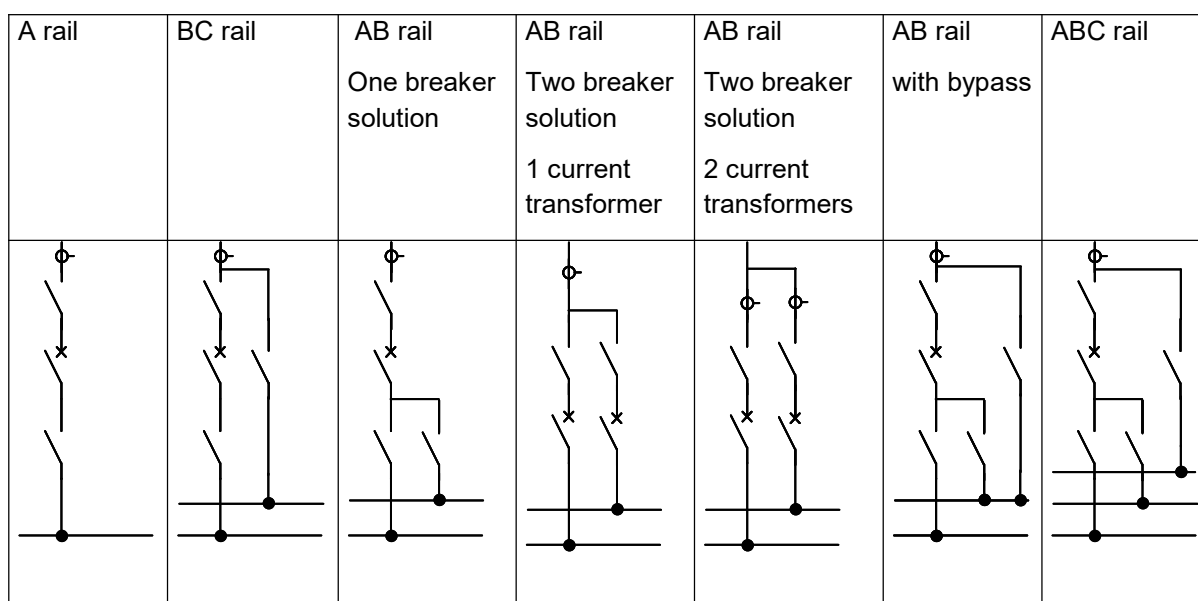 A rail
BC rail
AB rail
One breaker
solution
AB rail
Two breaker
solution
1 current
transformer
AB rail
Two breaker
solution
2 current
transformers
AB rail
with bypass
ABC rail